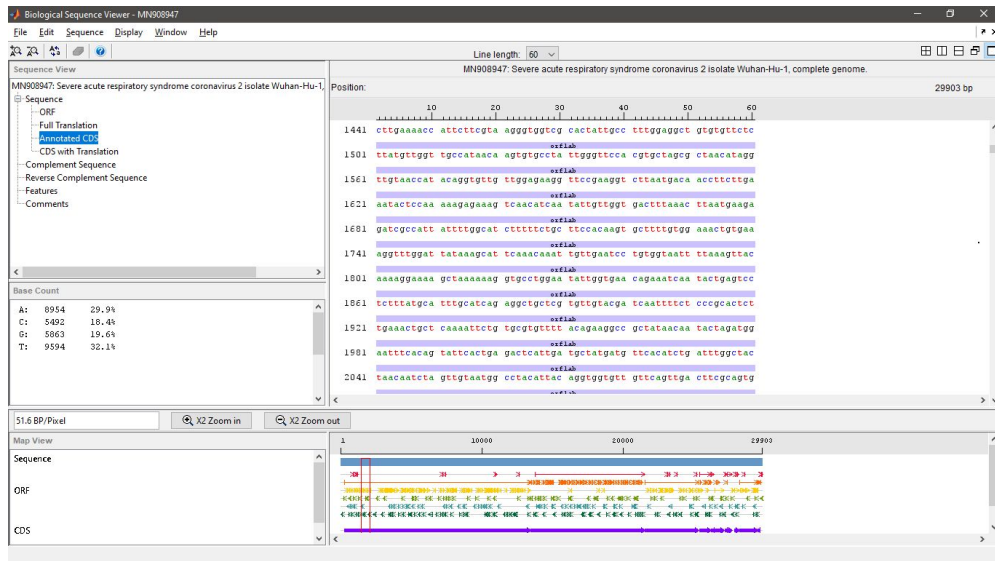 Biological Sequence Viewer - MN908947
File Edit Sequence Display Window Help
Line length: 60
Sequence View
MN908947: Severe acute respiratory syndrome coronavirus 2 isolate Wuhan-Hu-1,
Sequence
ORF
Full Translation
Annotated CDS
CDS with Translation
Complement Sequence
Reverse Complement Sequence
Features
Comments
Base Count
A: 8954 29.9%
C: 5492 18.4%
G: 5863 19.6%
T: 9594 32.1%
MN908947: Severe acute respiratory syndrome coronavirus 2 isolate Wuhan-Hu-1, complete genome.
Position: 29903 bp
10 20 30 40 50 60
1441 cttgaaaacc attcttcgta agggtggtcg cactattgcc tttggaggct gtgtgttctc
orf1ab
1501 ttatgttggt tgccataaca agtgtgccta ttgggttcca cgtgctagcg ctaacatagg
orf1ab
1561 ttgtaaccat acaggtgttg ttggagaagg ttccgaaggt cttaatgaca accttcttga
orf1ab
1621 aatactccaa aaagagaaag tcaacatcaa tattgttggt gactttaaac ttaatgaaga
orf1ab
1681 gatcgccatt attttggcat ctttttctgc ttccacaagt gcttttgtgg aaactgtgaa
orf1ab
1741 aggtttggat tataaagcat tcaaacaaat tgttgaatcc tgtggtaatt ttaaagttac
orf1ab
1801 aaaaggaaaa gctaaaaaag gtgcctggaa tattggtgaa cagaaatcaa tactgagtcc
orf1ab
1861 tctttatgca tttgcatcag aggctgctcg tgttgtacga tcaattttct cccgcactct
orf1ab
1921 tgaaactgct caaaattctg tgcgtgtttt acagaaggcc gctataacaa tactagatgg
orf1ab
1981 aatttcacag tattcactga gactcattga tgctatgatg ttcacatctg atttggctac
orf1ab
2041 taacaatcta gttgtaatgg cctacattac aggtggtgtt gttcagttga cttcgcagtg
51.6 BP/Pixel X2 Zoom in X2 Zoom out
Map View
1 10000 20000 29903
Sequence
ORF
CDS